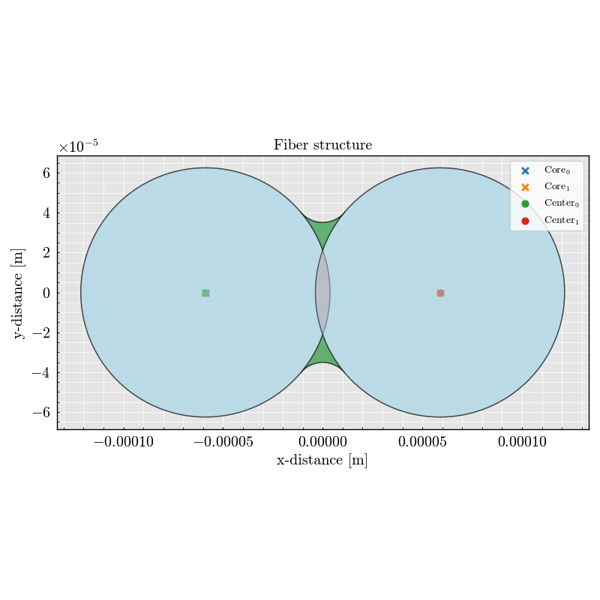 Fiber structure
×10⁻⁵
Core₀
Core₁
Center₀
Center₁
6
4
2
0
−2
−4
−6
y-distance [m]
−0.00010 −0.00005 0.00000 0.00005 0.00010
x-distance [m]